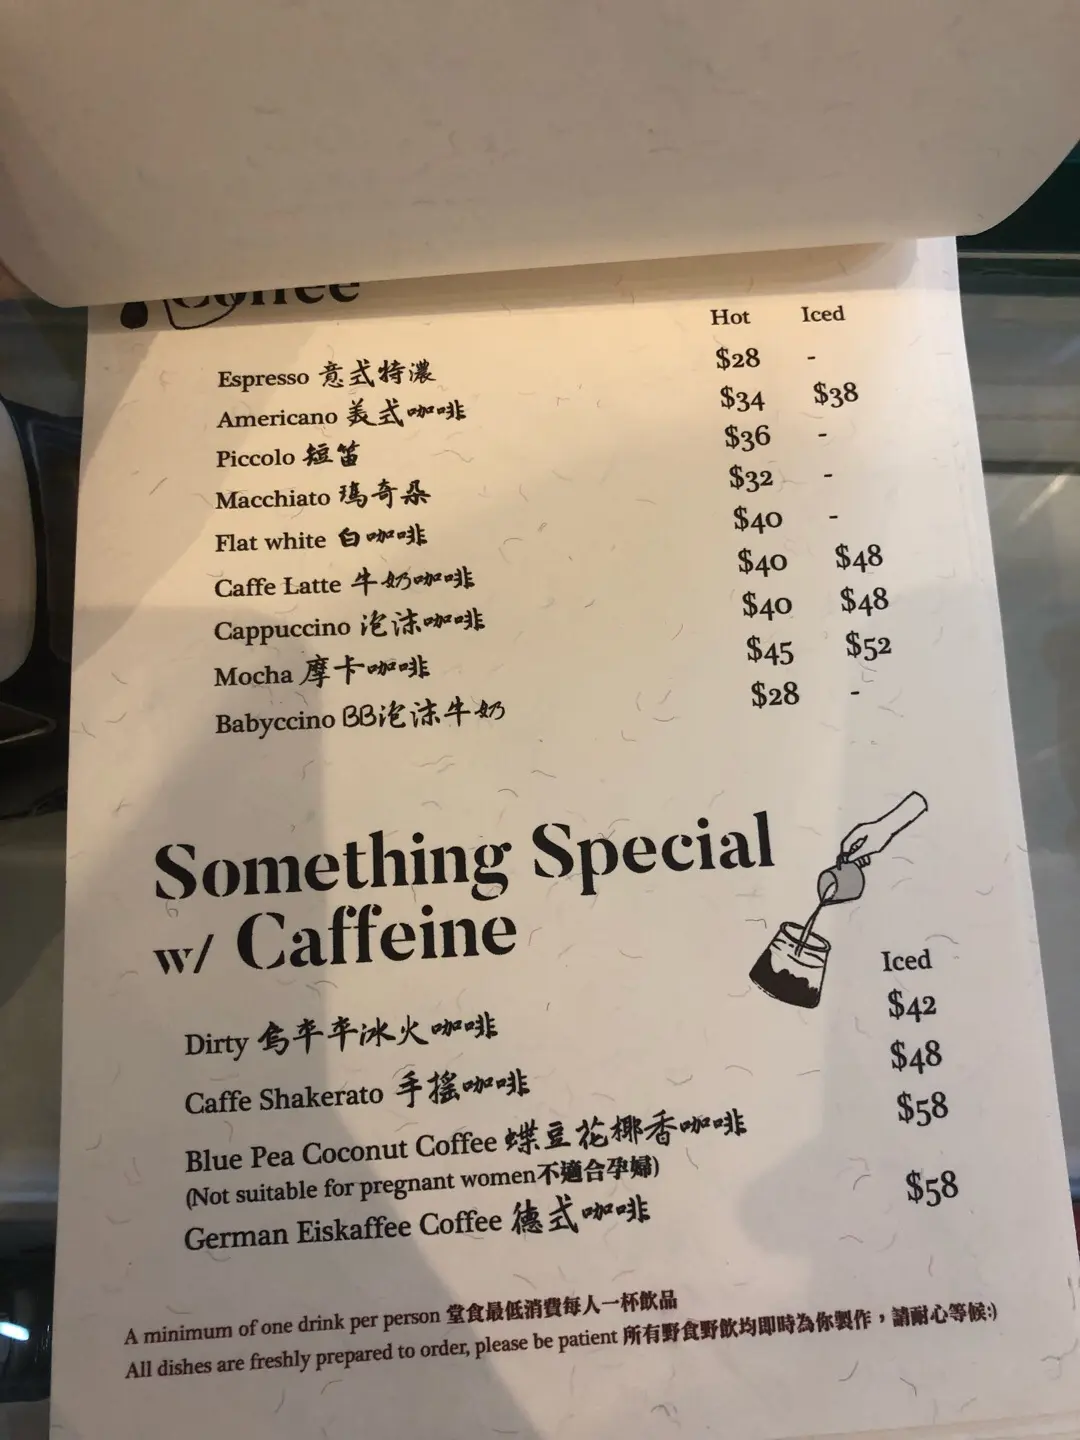 Coffee
Hot Iced
Espresso 意式特濃 $28 -
Americano 美式咖啡 $34 $38
Piccolo 短笛 $36 -
Macchiato 瑪奇朵 $32 -
Flat white 白咖啡 $40 -
Caffe Latte 牛奶咖啡 $40 $48
Cappuccino 泡沫咖啡 $40 $48
Mocha 摩卡咖啡 $45 $52
Babyccino BB泡沫牛奶 $28 -
Something Special
w/ Caffeine
Iced
Dirty 烏卒卒冰火咖啡 $42
Caffe Shakerato 手搖咖啡 $48
Blue Pea Coconut Coffee 蝶豆花椰香咖啡 $58
(Not suitable for pregnant women不適合孕婦)
German Eiskaffee Coffee 德式咖啡 $58
A minimum of one drink per person 堂食最低消費每人一杯飲品
All dishes are freshly prepared to order, please be patient 所有野食野飲均即時為你製作，請耐心等候:)